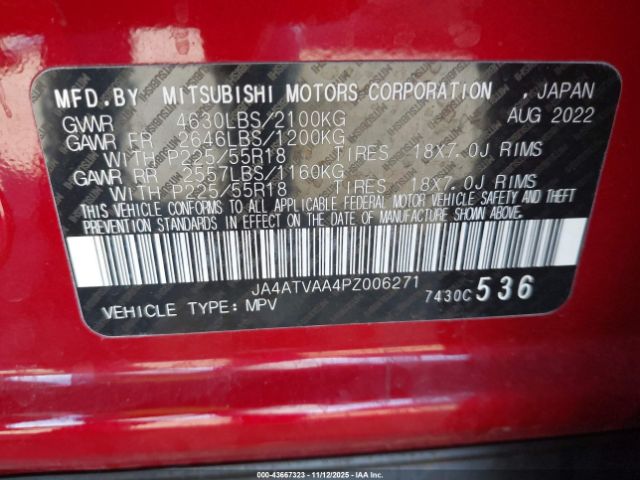 MFD.BY MITSUBISHI MOTORS CORPORATION , JAPAN
GVWR 4630LBS/2100KG AUG 2022
GAWR FR 2646LBS/1200KG
WITH P225/55R18 TIRES 18X7.0J RIMS
GAWR RR 2557LBS/1160KG
WITH P225/55R18 TIRES 18X7.0J RIMS
THIS VEHICLE CONFORMS TO ALL APPLICABLE FEDERAL MOTOR VEHICLE SAFETY AND THEFT
PREVENTION STANDARDS IN EFFECT ON THE DATE OF MANUFACTURE SHOWN ABOVE.
JA4ATVAA4PZ006271
VEHICLE TYPE:MPV 7430C 536
000-43667323 - 11/12/2025 - IAA Corp.